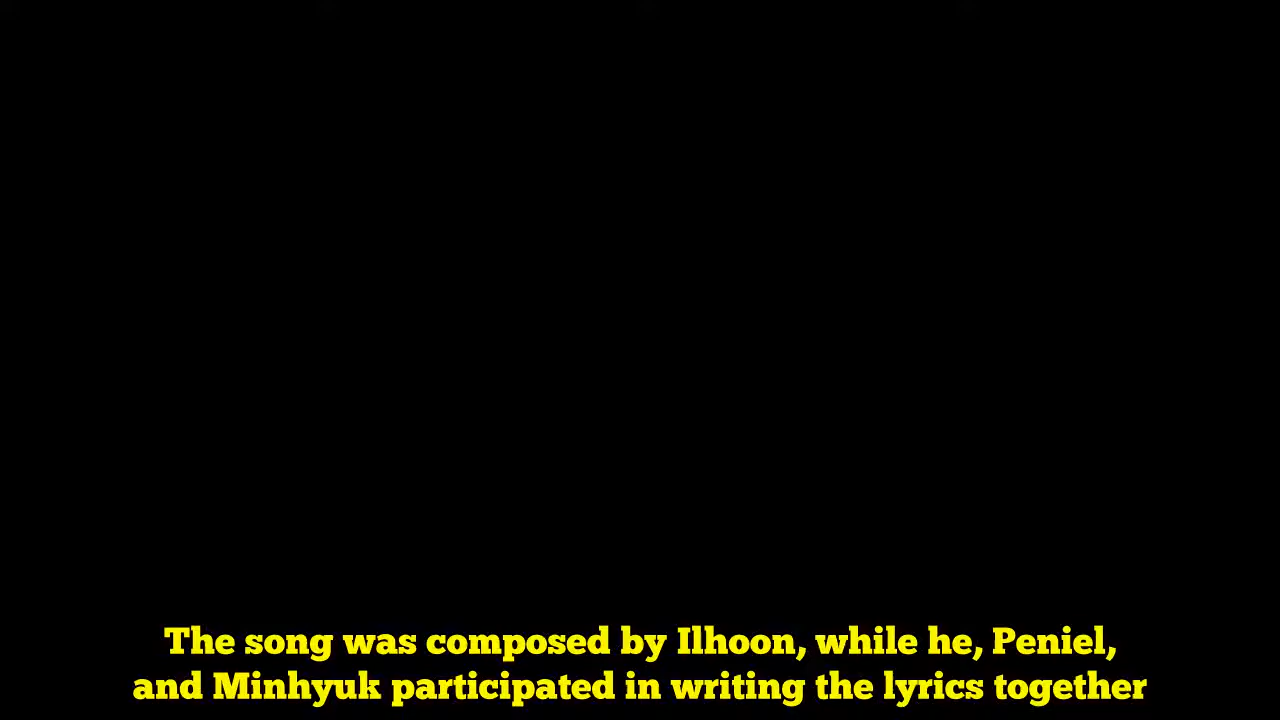 The song was composed by Ilhoon, while he, Peniel,
and Minhyuk participated in writing the lyrics together